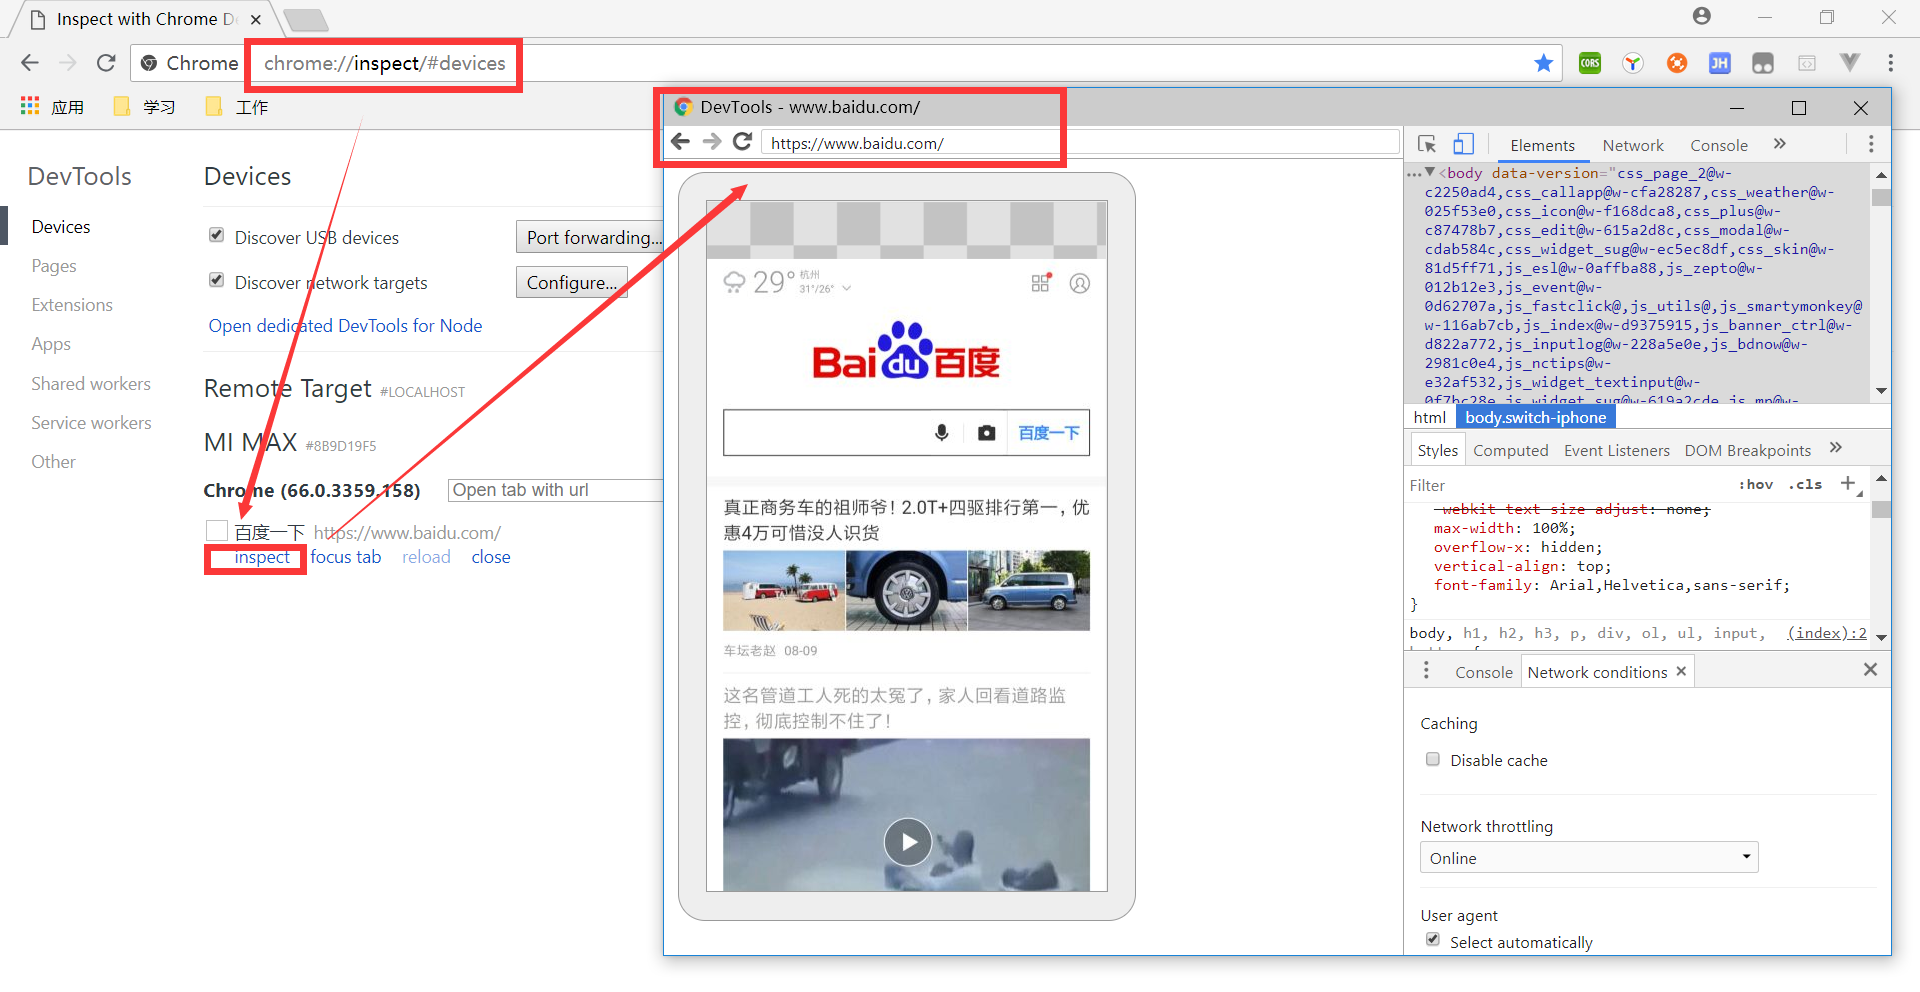 Inspect with Chrome D
Chrome
chrome://inspect/#devices
CORS
JH
应用
学习
工作
DevTools
Devices
Pages
Extensions
Apps
Shared workers
Service workers
Other
Devices
Discover USB devices
Port forwarding...
Discover network targets
Configure...
Open dedicated DevTools for Node
Remote Target #LOCALHOST
MI MAX #8B9D19F5
Chrome (66.0.3359.158)
Open tab with url
百度一下 https://www.baidu.com/
inspect focus tab reload close
DevTools - www.baidu.com/
https://www.baidu.com/
29° 杭州
31°/26°
Bai du 百度
百度一下
真正商务车的祖师爷！2.0T+四驱排行第一，优
惠4万可惜没人识货
车坛老赵 08-09
这名管道工人死的太冤了，家人回看道路监
控，彻底控制不住了！
Elements Network Console »
…▼<body data-version="css_page_2@w-
c2250ad4,css_callapp@w-cfa28287,css_weather@w-
025f53e0,css_icon@w-f168dca8,css_plus@w-
c87478b7,css_edit@w-615a2d8c,css_modal@w-
cdab584c,css_widget_sug@w-ec5ec8df,css_skin@w-
81d5ff71,js_esl@w-0affba88,js_zepto@w-
012b12e3,js_event@w-
0d62707a,js_fastclick@,js_utils@,js_smartymonkey@
w-116ab7cb,js_index@w-d9375915,js_banner_ctrl@w-
d822a772,js_inputlog@w-228a5e0e,js_bdnow@w-
2981c0e4,js_nctips@w-
e32af532,js_widget_textinput@w-
0f7bc28e,js_widget_sug@w-619a2cde,js_mp@w-
html body.switch-iphone
Styles Computed Event Listeners DOM Breakpoints »
Filter :hov .cls +
-webkit-text-size-adjust: none;
max-width: 100%;
overflow-x: hidden;
vertical-align: top;
font-family: Arial,Helvetica,sans-serif;
}
body, h1, h2, h3, p, div, ol, ul, input, (index):2
Console Network conditions ×
Caching
Disable cache
Network throttling
Online
User agent
Select automatically